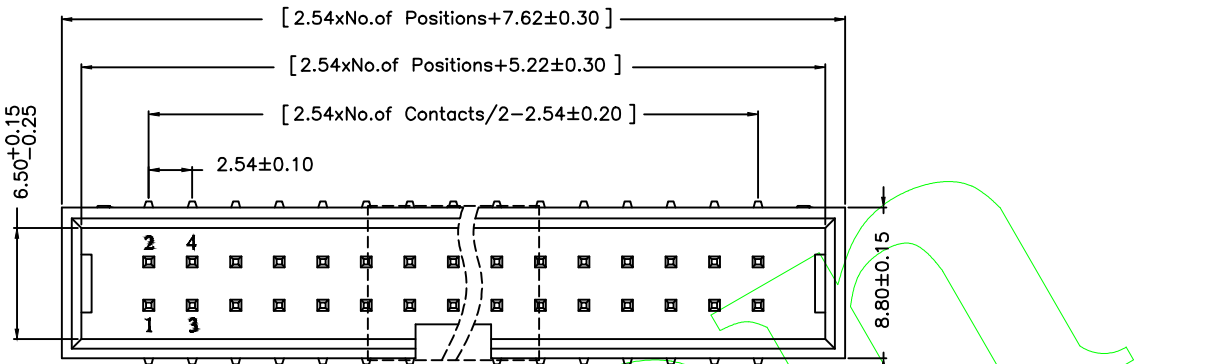 [2.54xNo.of Positions+7.62±0.30]
[2.54xNo.of Positions+5.22±0.30]
[2.54xNo.of Contacts/2-2.54±0.20]
2.54±0.10
6.50+0.15
-0.25
8.80±0.15
2 4
1 3